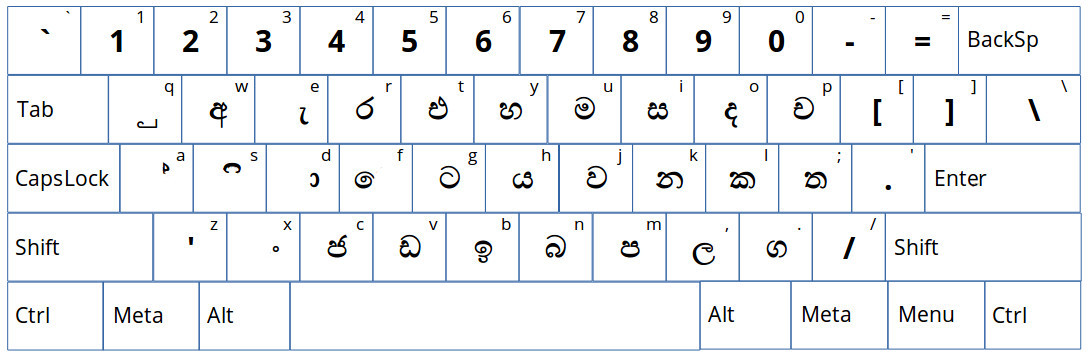 ` ` 1 1 2 2 3 3 4 4 5 5 6 6 7 7 8 8 9 9 0 0 - - = = BackSp
Tab q ු w අ e ැ r ර t එ y හ u ම i ස o ද p ච [ [ ] ] \ \
CapsLock a ් s ි d ා f ෙ g ට h ය j ව k න l ක ; ත ' . Enter
Shift z ' x ං c ජ v ඩ b ඉ n බ m ප , ල . ග / / Shift
Ctrl Meta Alt Alt Meta Menu Ctrl